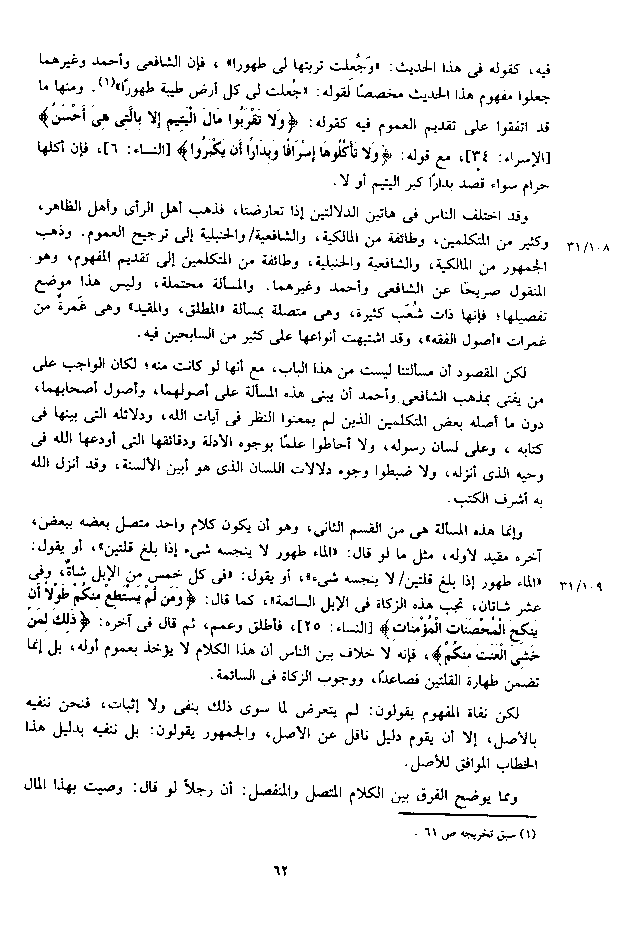 فيه، كقوله فى هذا الحديث: «وَجُعلت تربتها لى طهورا» ، فإن الشافعى وأحمد وغيرهما
جعلوا مفهوم هذا الحديث مخصصًا لقوله: «جُعلت لى كل أرض طيبة طهورًا»(١). ومنها ما
قد اتفقوا على تقديم العموم فيه كقوله: ﴿وَلا تَقْرَبُوا مَالَ الْيَتِيمِ إِلا بِالَّتِي هِيَ أَحْسَنُ﴾
[الإسراء: ٣٤]، مع قوله: ﴿وَلا تَأْكُلُوهَا إِسْرَافًا وَبِدَارًا أَن يَكْبَرُوا﴾ [النساء: ٦]، فإن أكلها
حرام سواء قصد بدارًا كبر اليتيم أو لا.
وقد اختلف الناس فى هاتين الدلالتين إذا تعارضتا، فذهب أهل الرأى وأهل الظاهر،
٣١/١٠٨ وكثير من المتكلمين، وطائفة من المالكية، والشافعية/والحنبلية إلى ترجيح العموم. وذهب
الجمهور من المالكية، والشافعية والحنبلية، وطائفة من المتكلمين إلى تقديم المفهوم، وهو
المنقول صريحًا عن الشافعى وأحمد وغيرهما. والمسألة محتملة، وليس هذا موضع
تفصيلها؛ فإنها ذات شُعَب كثيرة، وهى متصلة بمسألة «المطلق، والمقيد» وهى غَمرةٌ من
غمرات «أصول الفقه»، وقد اشتبهت أنواعها على كثير من السابحين فيه.
لكن المقصود أن مسألتنا ليست من هذا الباب، مع أنها لو كانت منه؛ لكان الواجب على
من يفتى بمذهب الشافعى وأحمد أن يبنى هذه المسألة على أصولهما، وأصول أصحابهما،
دون ما أصله بعض المتكلمين الذين لم يمعنوا النظر فى آيات الله، ودلائله التى بينها فى
كتابه ، وعلى لسان رسوله، ولا أحاطوا علمًا بوجوه الأدلة ودقائقها التى أودعها الله فى
وحيه الذى أنزله، ولا ضبطوا وجوه دلالات اللسان الذى هو أبين الألسنة، وقد أنزل الله
به أشرف الكتب.
وإنما هذه المسألة هى من القسم الثانى، وهو أن يكون كلام واحد متصل بعضه ببعض،
آخره مقيد لأوله، مثل ما لو قال: «الماء طهور لا ينجسه شىء إذا بلغ قلتين»، أو يقول:
٣١/١٠٩ «الماء طهور إذا بلغ قلتين/ لا ينجسه شىء»، أو يقول: «فى كل خمس من الإبل شاةٌ، وفى
عشر شاتان، تجب هذه الزكاة فى الإبل السائمة»، كما قال: ﴿وَمَن لَّمْ يَسْتَطِعْ مِنكُمْ طَوْلاً أَن
يَنكِحَ الْمُحْصَنَاتِ الْمُؤْمِنَاتِ﴾ [النساء: ٢٥]، فأطلق وعمم، ثم قال فى آخره: ﴿ذَلِكَ لِمَنْ
خَشِيَ الْعَنَتَ مِنكُمْ﴾، فإنه لا خلاف بين الناس أن هذا الكلام لا يؤخذ بعموم أوله، بل إنما
تضمن طهارة القلتين فصاعدًا، ووجوب الزكاة فى السائمة.
لكن نفاة المفهوم يقولون: لم يتعرض لما سوى ذلك بنفى ولا إثبات، فنحن ننفيه
بالأصل، إلا أن يقوم دليل ناقل عن الأصل، والجمهور يقولون: بل ننفيه بدليل هذا
الخطاب الموافق للأصل.
ومما يوضح الفرق بين الكلام المتصل والمنفصل: أن رجلاً لو قال: وصيت بهذا المال
(١) سبق تخريجه ص ٦١ .
٦٢